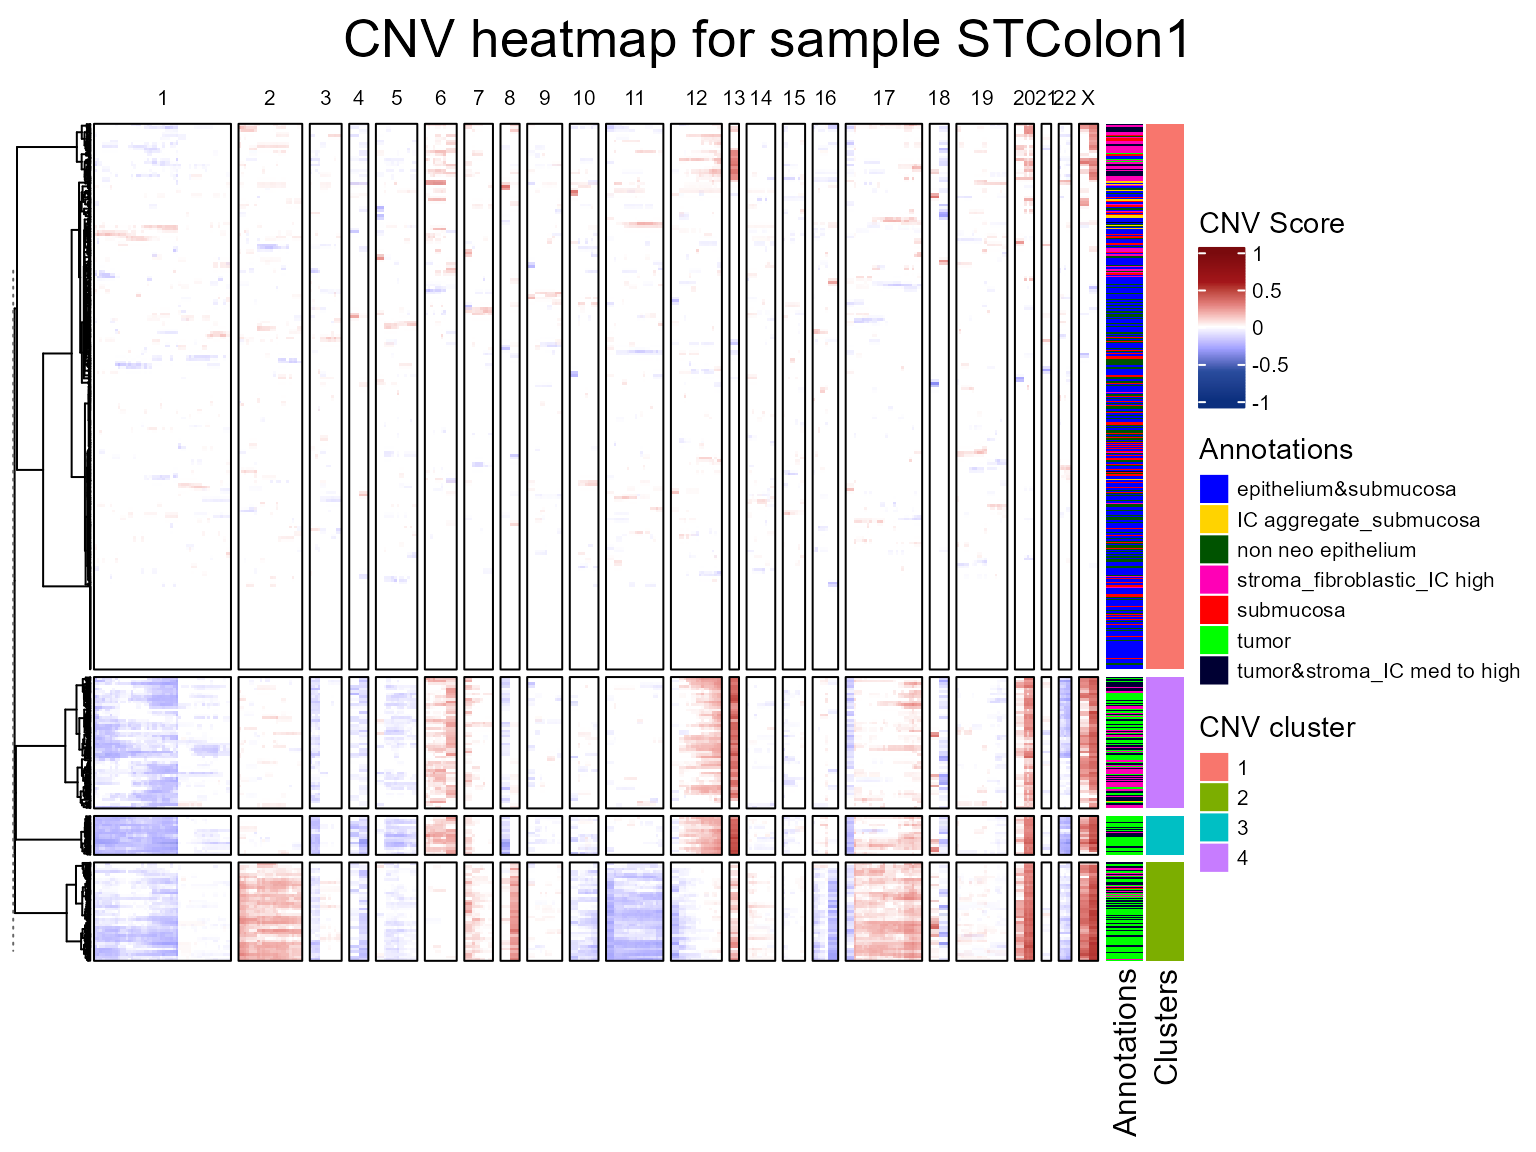 CNV heatmap for sample STColon1
1 2 3 4 5 6 7 8 9 10 11 12 13 14 15 16 17 18 19 20 21 22 X
CNV Score
1
0.5
0
-0.5
-1
Annotations
epithelium&submucosa
IC aggregate_submucosa
non neo epithelium
stroma_fibroblastic_IC high
submucosa
tumor
tumor&stroma_IC med to high
CNV cluster
1
2
3
4
Annotations
Clusters